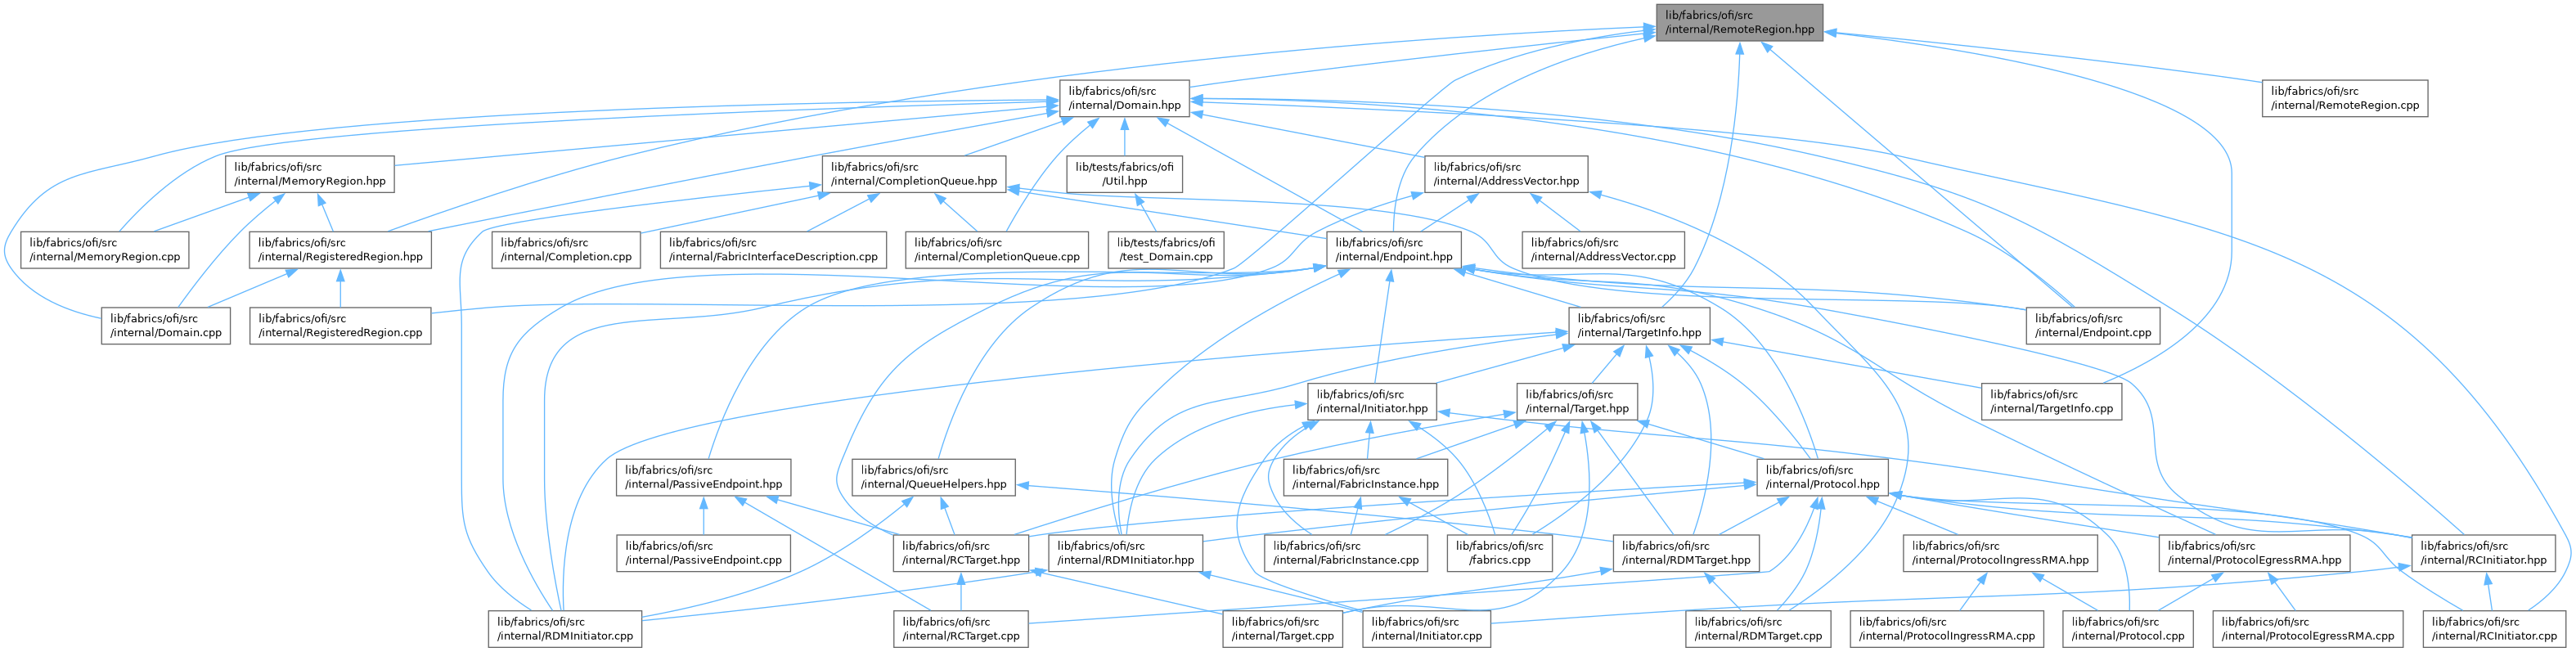 lib/fabrics/ofi/src
/internal/RemoteRegion.hpp
lib/fabrics/ofi/src
/internal/Domain.hpp
lib/fabrics/ofi/src
/internal/RemoteRegion.cpp
lib/fabrics/ofi/src
/internal/MemoryRegion.hpp
lib/fabrics/ofi/src
/internal/CompletionQueue.hpp
lib/tests/fabrics/ofi
/Util.hpp
lib/fabrics/ofi/src
/internal/AddressVector.hpp
lib/fabrics/ofi/src
/internal/MemoryRegion.cpp
lib/fabrics/ofi/src
/internal/RegisteredRegion.hpp
lib/fabrics/ofi/src
/internal/Completion.cpp
lib/fabrics/ofi/src
/internal/FabricInterfaceDescription.cpp
lib/fabrics/ofi/src
/internal/CompletionQueue.cpp
lib/tests/fabrics/ofi
/test_Domain.cpp
lib/fabrics/ofi/src
/internal/Endpoint.hpp
lib/fabrics/ofi/src
/internal/AddressVector.cpp
lib/fabrics/ofi/src
/internal/Domain.cpp
lib/fabrics/ofi/src
/internal/RegisteredRegion.cpp
lib/fabrics/ofi/src
/internal/TargetInfo.hpp
lib/fabrics/ofi/src
/internal/Endpoint.cpp
lib/fabrics/ofi/src
/internal/Initiator.hpp
lib/fabrics/ofi/src
/internal/Target.hpp
lib/fabrics/ofi/src
/internal/TargetInfo.cpp
lib/fabrics/ofi/src
/internal/PassiveEndpoint.hpp
lib/fabrics/ofi/src
/internal/QueueHelpers.hpp
lib/fabrics/ofi/src
/internal/FabricInstance.hpp
lib/fabrics/ofi/src
/internal/Protocol.hpp
lib/fabrics/ofi/src
/internal/PassiveEndpoint.cpp
lib/fabrics/ofi/src
/internal/RCTarget.hpp
lib/fabrics/ofi/src
/internal/RDMInitiator.hpp
lib/fabrics/ofi/src
/internal/FabricInstance.cpp
lib/fabrics/ofi/src
/fabrics.cpp
lib/fabrics/ofi/src
/internal/RDMTarget.hpp
lib/fabrics/ofi/src
/internal/ProtocolIngressRMA.hpp
lib/fabrics/ofi/src
/internal/ProtocolEgressRMA.hpp
lib/fabrics/ofi/src
/internal/RCInitiator.hpp
lib/fabrics/ofi/src
/internal/RDMInitiator.cpp
lib/fabrics/ofi/src
/internal/RCTarget.cpp
lib/fabrics/ofi/src
/internal/Target.cpp
lib/fabrics/ofi/src
/internal/Initiator.cpp
lib/fabrics/ofi/src
/internal/RDMTarget.cpp
lib/fabrics/ofi/src
/internal/ProtocolIngressRMA.cpp
lib/fabrics/ofi/src
/internal/Protocol.cpp
lib/fabrics/ofi/src
/internal/ProtocolEgressRMA.cpp
lib/fabrics/ofi/src
/internal/RCInitiator.cpp